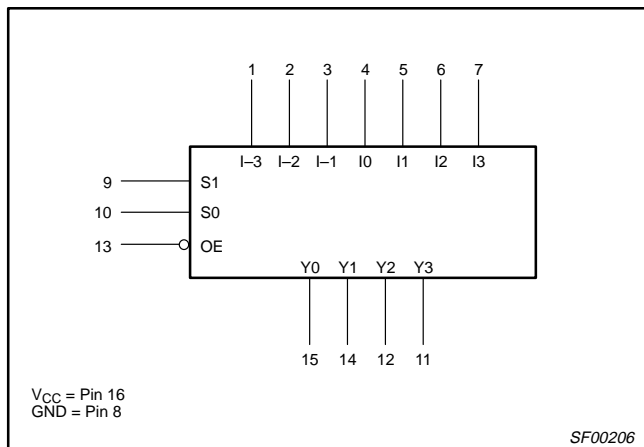 1 2 3 4 5 6 7
I–3 I–2 I–1 I0 I1 I2 I3
9 S1
10 S0
13 OE
Y0 Y1 Y2 Y3
15 14 12 11
VCC = Pin 16
GND = Pin 8
SF00206